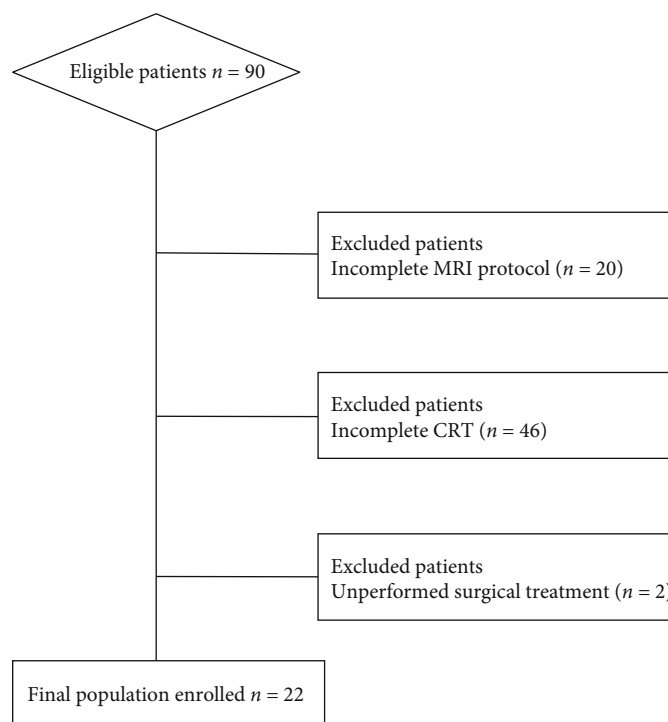 Eligible patients n = 90
Excluded patients
Incomplete MRI protocol (n = 20)
Excluded patients
Incomplete CRT (n = 46)
Excluded patients
Unperformed surgical treatment (n = 2)
Final population enrolled n = 22